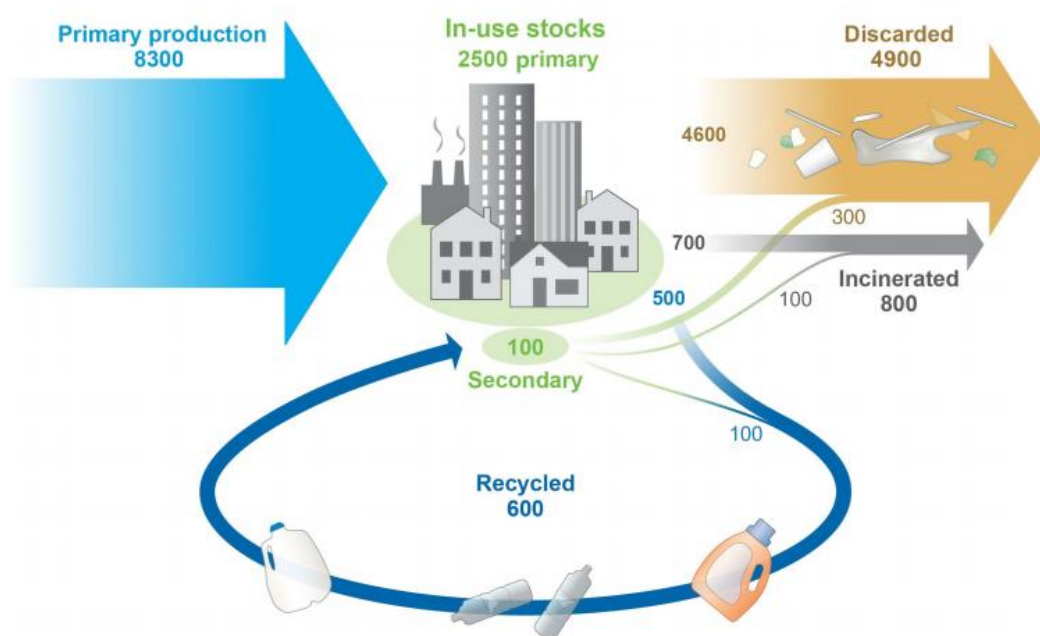 Primary production
8300
In-use stocks
2500 primary
Discarded
4900
4600
300
700
Incinerated
800
100
500
100
Secondary
100
Recycled
600